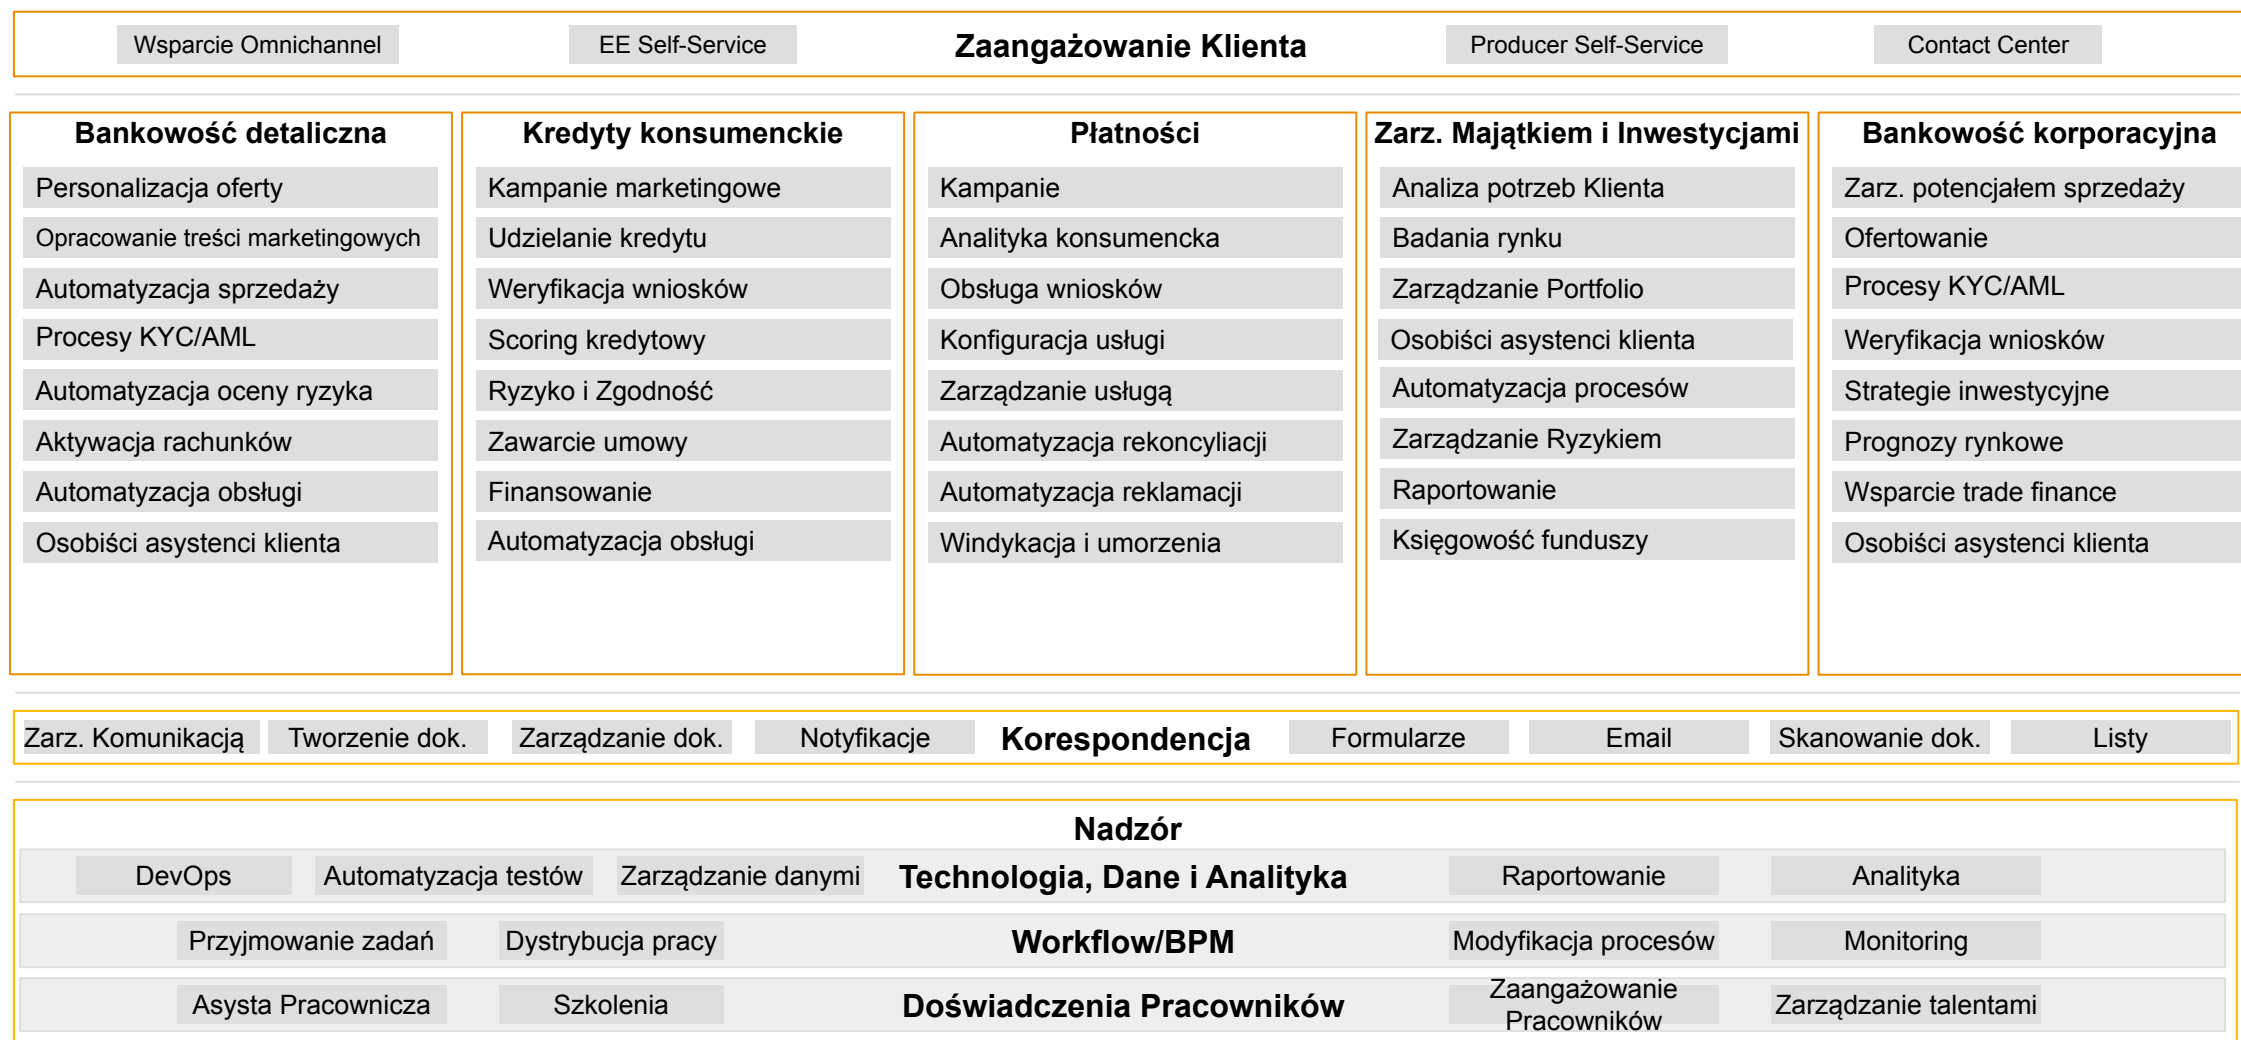 Wsparcie Omnichannel
EE Self-Service
Zaangażowanie Klienta
Producer Self-Service
Contact Center
Bankowość detaliczna
Personalizacja oferty
Opracowanie treści marketingowych
Automatyzacja sprzedaży
Procesy KYC/AML
Automatyzacja oceny ryzyka
Aktywacja rachunków
Automatyzacja obsługi
Osobiści asystenci klienta
Kredyty konsumenckie
Kampanie marketingowe
Udzielanie kredytu
Weryfikacja wniosków
Scoring kredytowy
Ryzyko i Zgodność
Zawarcie umowy
Finansowanie
Automatyzacja obsługi
Płatności
Kampanie
Analityka konsumencka
Obsługa wniosków
Konfiguracja usługi
Zarządzanie usługą
Automatyzacja rekoncyliacji
Automatyzacja reklamacji
Windykacja i umorzenia
Zarz. Majątkiem i Inwestycjami
Analiza potrzeb Klienta
Badania rynku
Zarządzanie Portfolio
Osobiści asystenci klienta
Automatyzacja procesów
Zarządzanie Ryzykiem
Raportowanie
Księgowość funduszy
Bankowość korporacyjna
Zarz. potencjałem sprzedaży
Ofertowanie
Procesy KYC/AML
Weryfikacja wniosków
Strategie inwestycyjne
Prognozy rynkowe
Wsparcie trade finance
Osobiści asystenci klienta
Zarz. Komunikacją
Tworzenie dok.
Zarządzanie dok.
Notyfikacje
Korespondencja
Formularze
Email
Skanowanie dok.
Listy
Nadzór
DevOps
Automatyzacja testów
Zarządzanie danymi
Technologia, Dane i Analityka
Raportowanie
Analityka
Przyjmowanie zadań
Dystrybucja pracy
Workflow/BPM
Modyfikacja procesów
Monitoring
Asysta Pracownicza
Szkolenia
Doświadczenia Pracowników
Zaangażowanie
Pracowników
Zarządzanie talentami